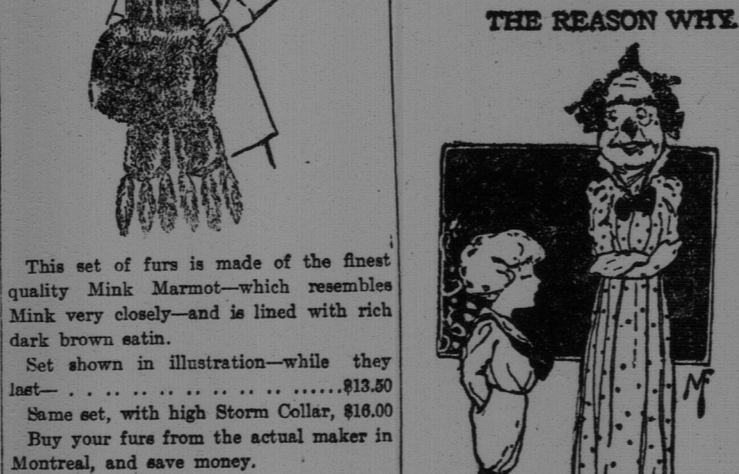 This set of furs is made of the finest
quality Mink Marmot—which resembles
Mink very closely—and is lined with rich
dark brown satin.
Set shown in illustration—while they
last— . . .. .. .. .. .. .. .. ......$13.50
Same set, with high Storm Collar, $16.00
Buy your furs from the actual maker in
Montreal, and save money.
THE REASON WHY.